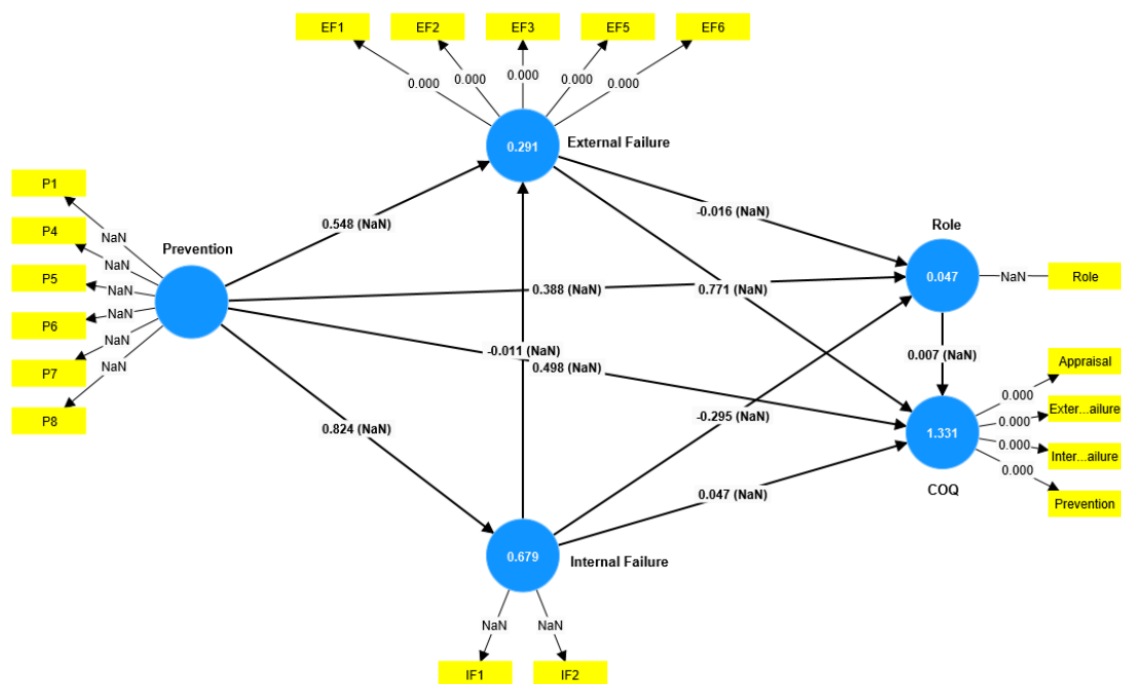 EF1
EF2
EF3
EF5
EF6
0.000
0.000
0.000
0.000
0.000
0.291
External Failure
P1
P4
P5
P6
P7
P8
NaN
NaN
NaN
NaN
NaN
NaN
Prevention
0.548 (NaN)
-0.016 (NaN)
Role
0.047
NaN
Role
0.388 (NaN)
0.771 (NaN)
-0.011 (NaN)
0.498 (NaN)
0.007 (NaN)
0.824 (NaN)
-0.295 (NaN)
0.047 (NaN)
1.331
COQ
0.000
0.000
0.000
0.000
Appraisal
Exter...ailure
Inter...ailure
Prevention
0.679
Internal Failure
NaN
NaN
IF1
IF2